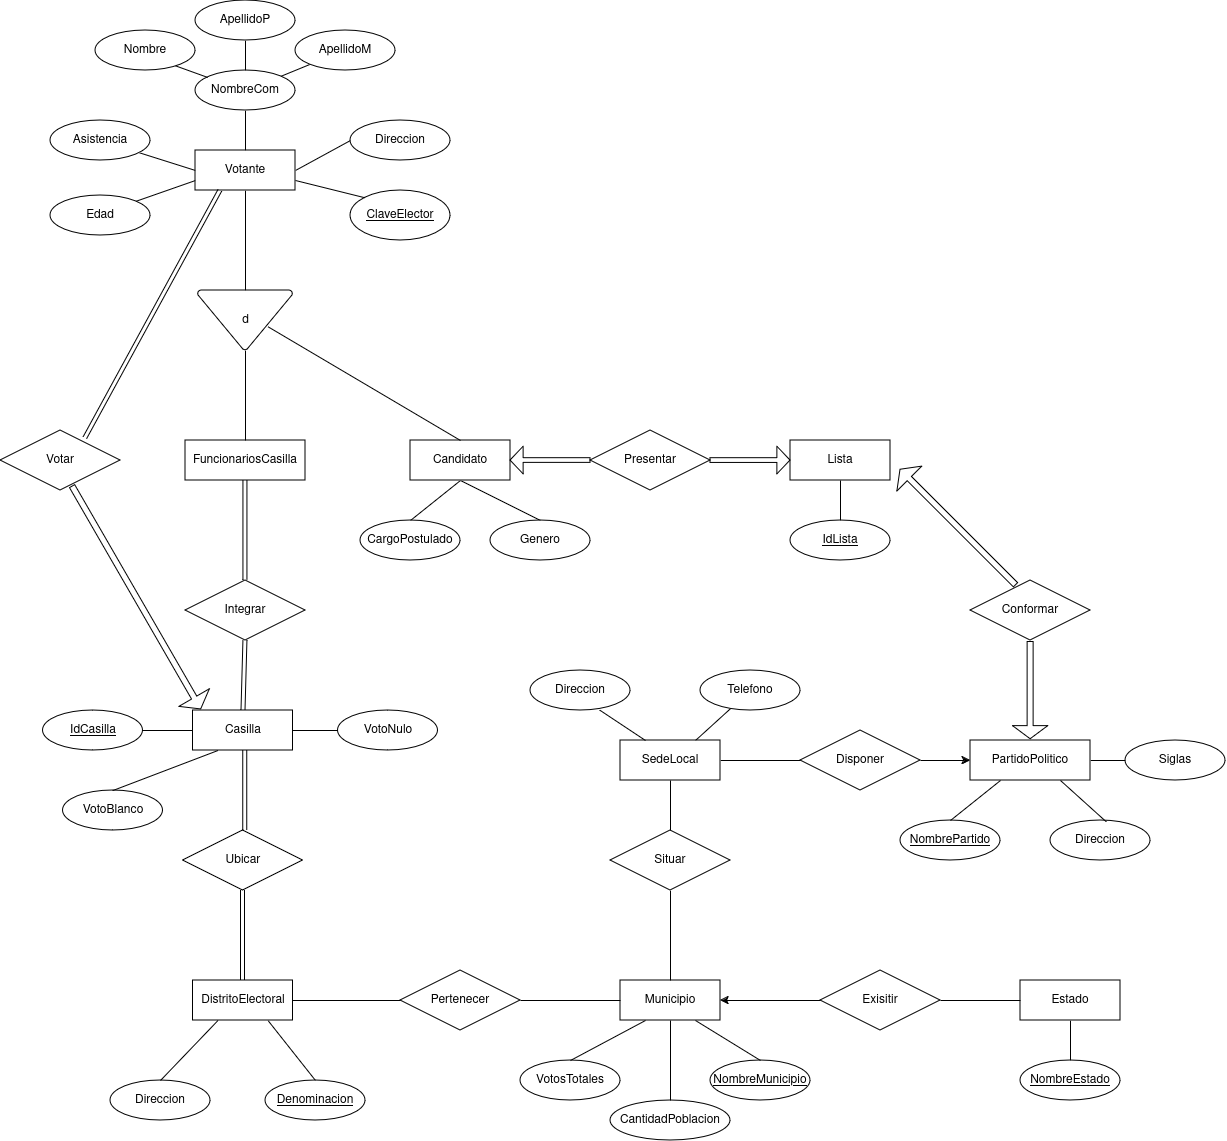 ApellidoP
Nombre
ApellidoM
NombreCom
Asistencia
Direccion
Votante
Edad
ClaveElector
d
Votar
FuncionariosCasilla
Candidato
Presentar
Lista
CargoPostulado
Genero
IdLista
Integrar
Conformar
Direccion
Telefono
IdCasilla
Casilla
VotoNulo
SedeLocal
Disponer
PartidoPolitico
Siglas
VotoBlanco
NombrePartido
Direccion
Ubicar
Situar
DistritoElectoral
Pertenecer
Municipio
Exisitir
Estado
VotosTotales
NombreMunicipio
NombreEstado
Direccion
Denominacion
CantidadPoblacion